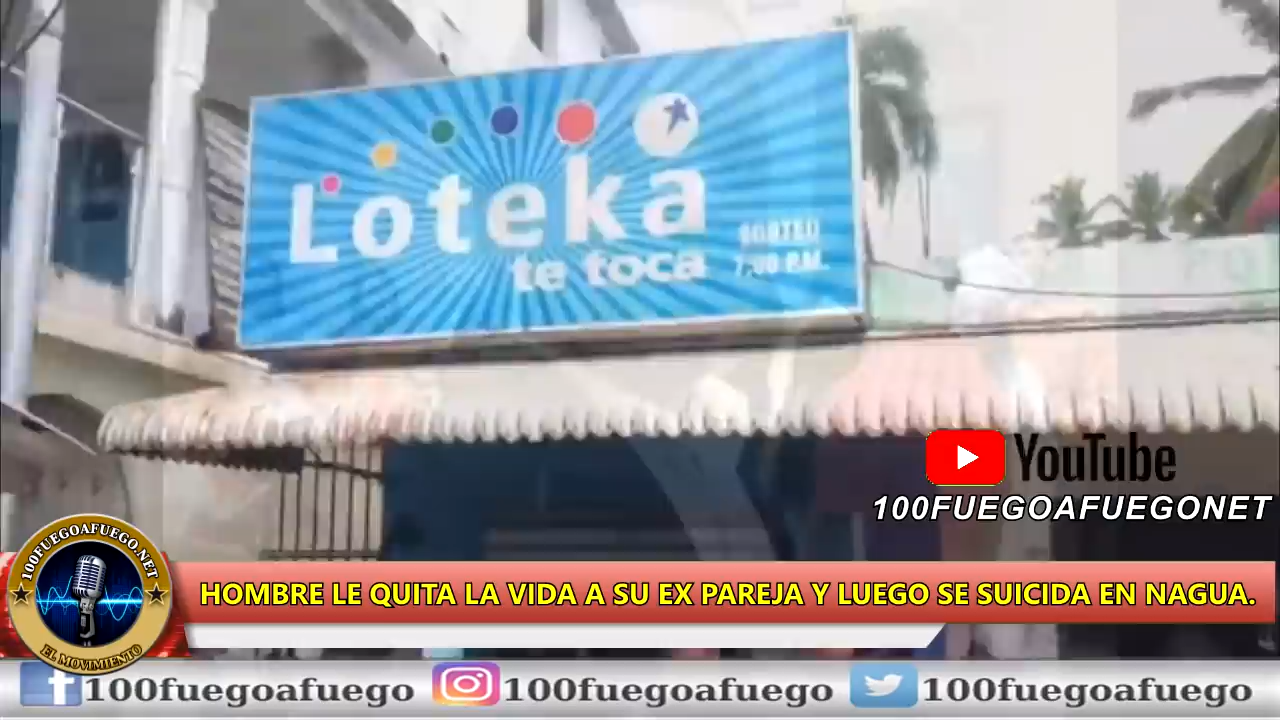 Loteka
te toca
SORTEO
7:00 P.M.
YouTube
100FUEGOAFUEGONET
100FUEGOAFUEGO.NET
EL MOVIMIENTO
HOMBRE LE QUITA LA VIDA A SU EX PAREJA Y LUEGO SE SUICIDA EN NAGUA.
100fuegoafuego 100fuegoafuego 100fuegoafuego